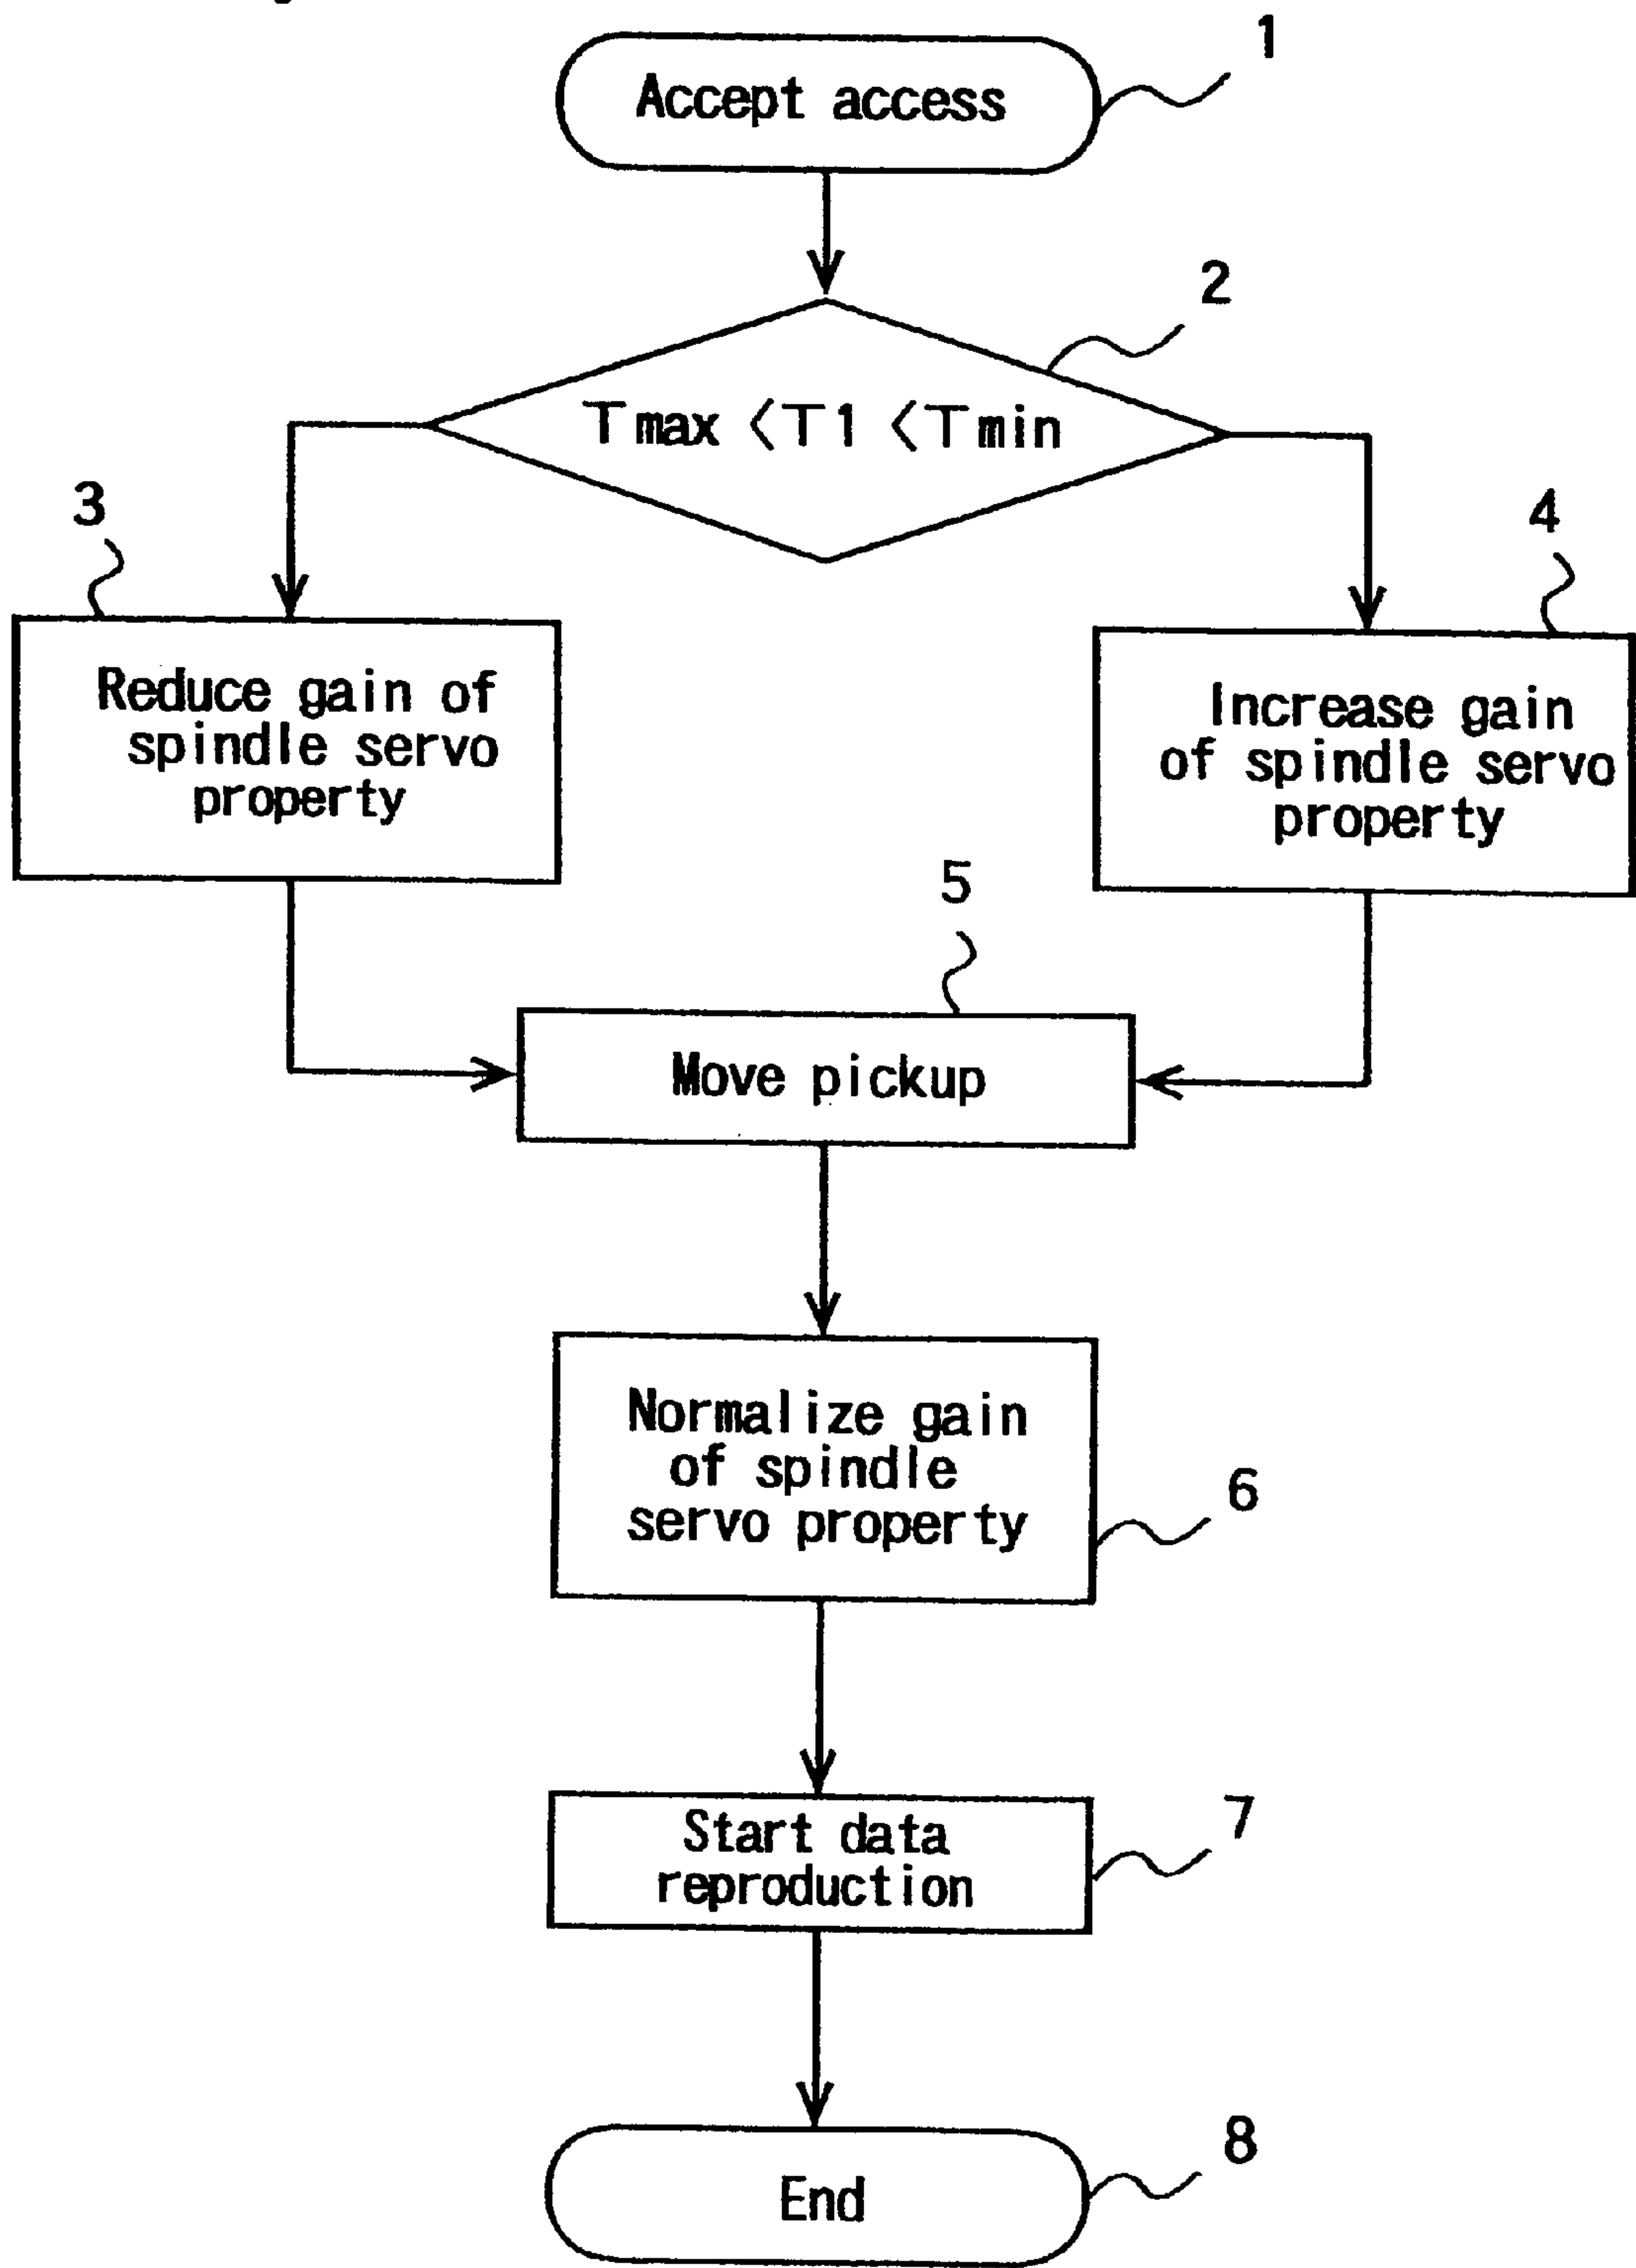 1
Accept access
2
Tmax <T1 <Tmin
3
Reduce gain of
spindle servo
property
4
Increase gain
of spindle servo
property
5
Move pickup
Normalize gain
of spindle
servo property
6
Start data
reproduction
7
End
8